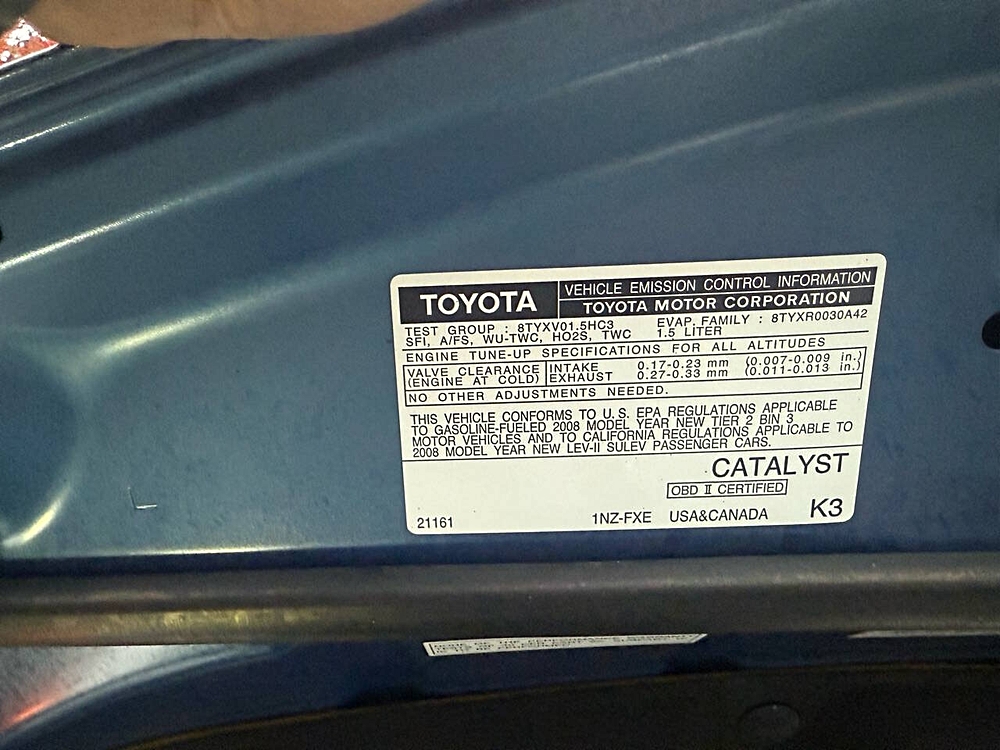 TOYOTA
VEHICLE EMISSION CONTROL INFORMATION
TOYOTA MOTOR CORPORATION
TEST GROUP : 8TYXV01.5HC3 EVAP. FAMILY : 8TYXR0030A42
SFI, A/FS, WU-TWC, HO2S, TWC 1.5 LITER
ENGINE TUNE-UP SPECIFICATIONS FOR ALL ALTITUDES
VALVE CLEARANCE INTAKE 0.17-0.23 mm (0.007-0.009 in.)
(ENGINE AT COLD) EXHAUST 0.27-0.33 mm (0.011-0.013 in.)
NO OTHER ADJUSTMENTS NEEDED.
THIS VEHICLE CONFORMS TO U.S. EPA REGULATIONS APPLICABLE
TO GASOLINE-FUELED 2008 MODEL YEAR NEW TIER 2 BIN 3
MOTOR VEHICLES AND TO CALIFORNIA REGULATIONS APPLICABLE TO
2008 MODEL YEAR NEW LEV-II SULEV PASSENGER CARS.
CATALYST
OBD II CERTIFIED
21161 1NZ-FXE USA&CANADA K3